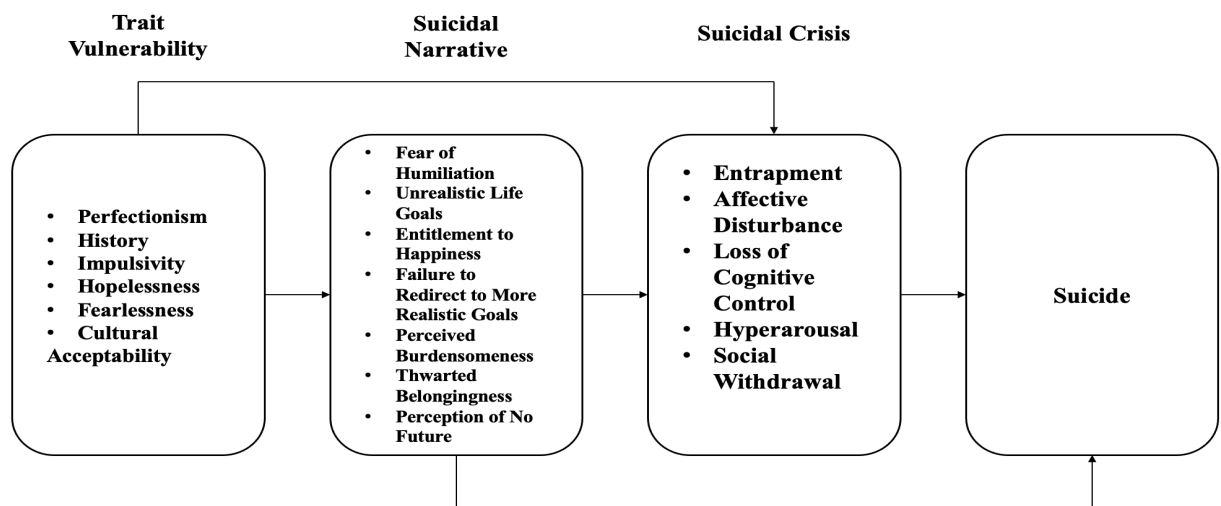 Trait
Vulnerability
Suicidal
Narrative
Suicidal Crisis
• Perfectionism
• History
• Impulsivity
• Hopelessness
• Fearlessness
• Cultural
Acceptability
• Fear of
Humiliation
• Unrealistic Life
Goals
• Entitlement to
Happiness
• Failure to
Redirect to More
Realistic Goals
• Perceived
Burdensomeness
• Thwarted
Belongingness
• Perception of No
Future
• Entrapment
• Affective
Disturbance
• Loss of
Cognitive
Control
• Hyperarousal
• Social
Withdrawal
Suicide